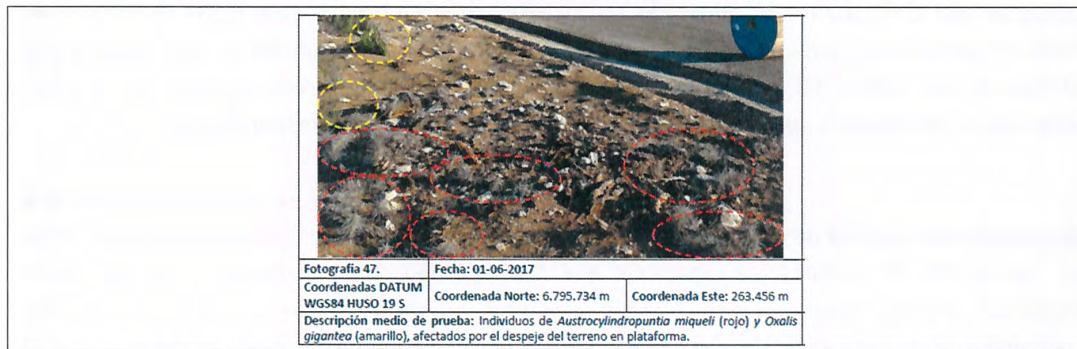 Fotografía 47.
Fecha: 01-06-2017
Coordenadas DATUM
WGS84 HUSO 19 S
Coordenada Norte: 6.795.734 m
Coordenada Este: 263.456 m
Descripción medio de prueba: Individuos de Austrocylindropuntia miqueli (rojo) y Oxalis
gigantea (amarillo), afectados por el despeje del terreno en plataforma.